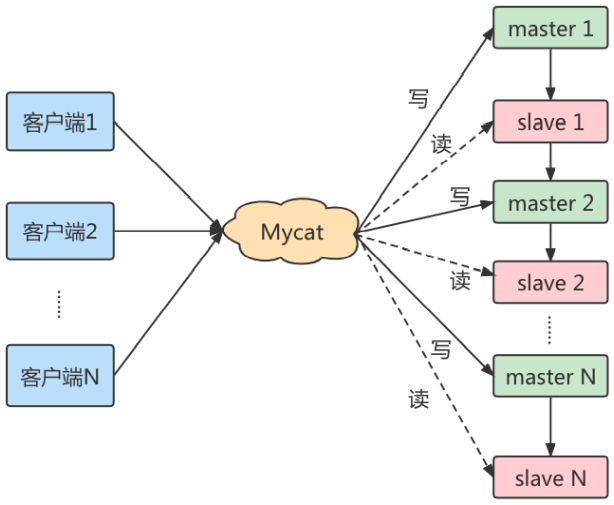 客户端1
客户端2
客户端N
Mycat
写
读
写
读
写
读
master 1
slave 1
master 2
slave 2
master N
slave N